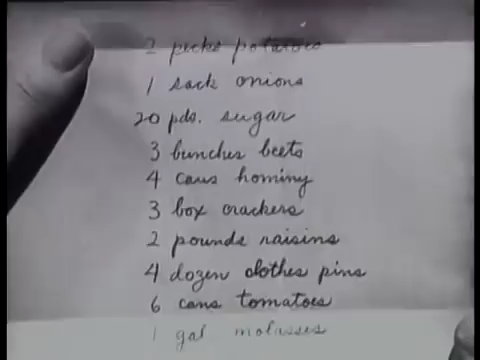 2 pecks potatoes
1 sack onions
20 pds. sugar
3 bunches beets
4 cans hominy
3 box crackers
2 pounds raisins
4 dozen clothes pins
6 cans tomatoes
1 gal molasses